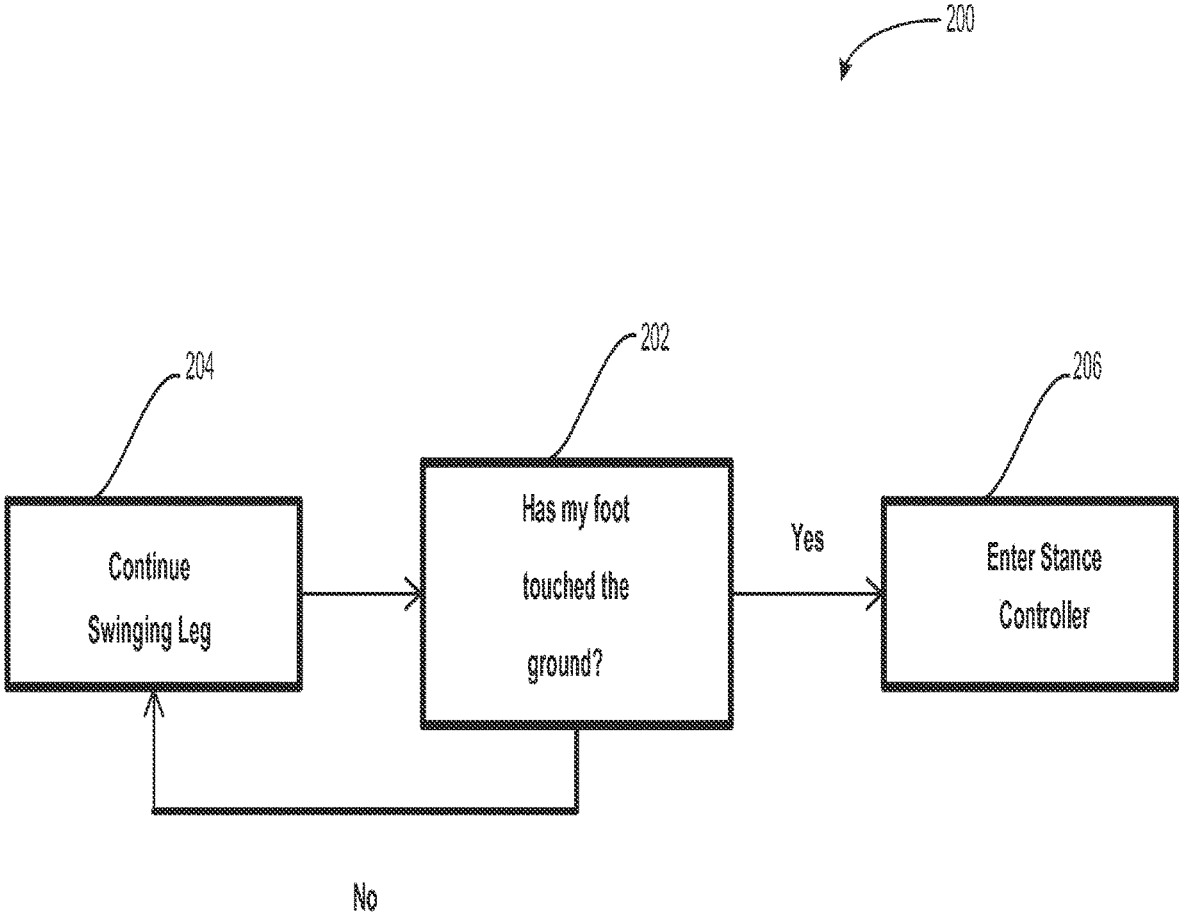 200
202
204
206
Has my foot
touched the
ground?
Continue
Swinging Leg
Yes
Enter Stance
Controller
No